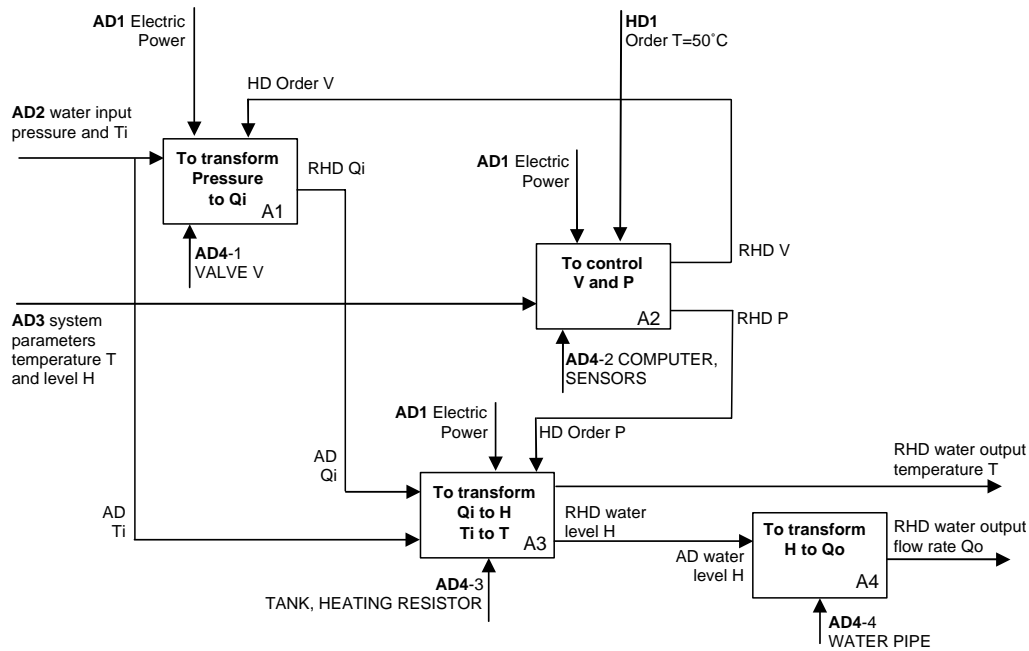 AD1 Electric
Power
HD1
Order T=50˚C
HD Order V
AD2 water input
pressure and Ti
To transform
Pressure
to Qi
A1
RHD Qi
AD1 Electric
Power
AD4-1
VALVE V
To control
V and P
A2
RHD V
RHD P
AD3 system
parameters
temperature T
and level H
AD4-2 COMPUTER,
SENSORS
AD1 Electric
Power
HD Order P
AD
Qi
RHD water output
temperature T
To transform
Qi to H
Ti to T
A3
AD
Ti
RHD water
level H
AD water
level H
To transform
H to Qo
A4
RHD water output
flow rate Qo
AD4-3
TANK, HEATING RESISTOR
AD4-4
WATER PIPE